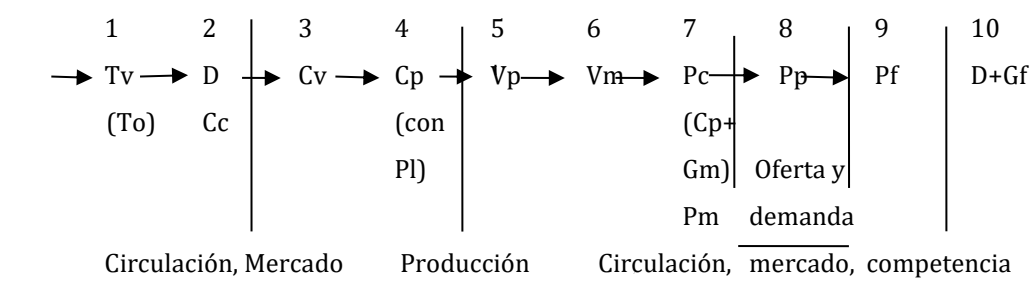 1 2 3 4 5 6 7 8 9 10
Tv D Cv Cp Vp Vm Pc Pp Pf D+Gf
(To) Cc (con (Cp+
Pl) Gm) Oferta y
Pm demanda
Circulación, Mercado Producción Circulación, mercado, competencia